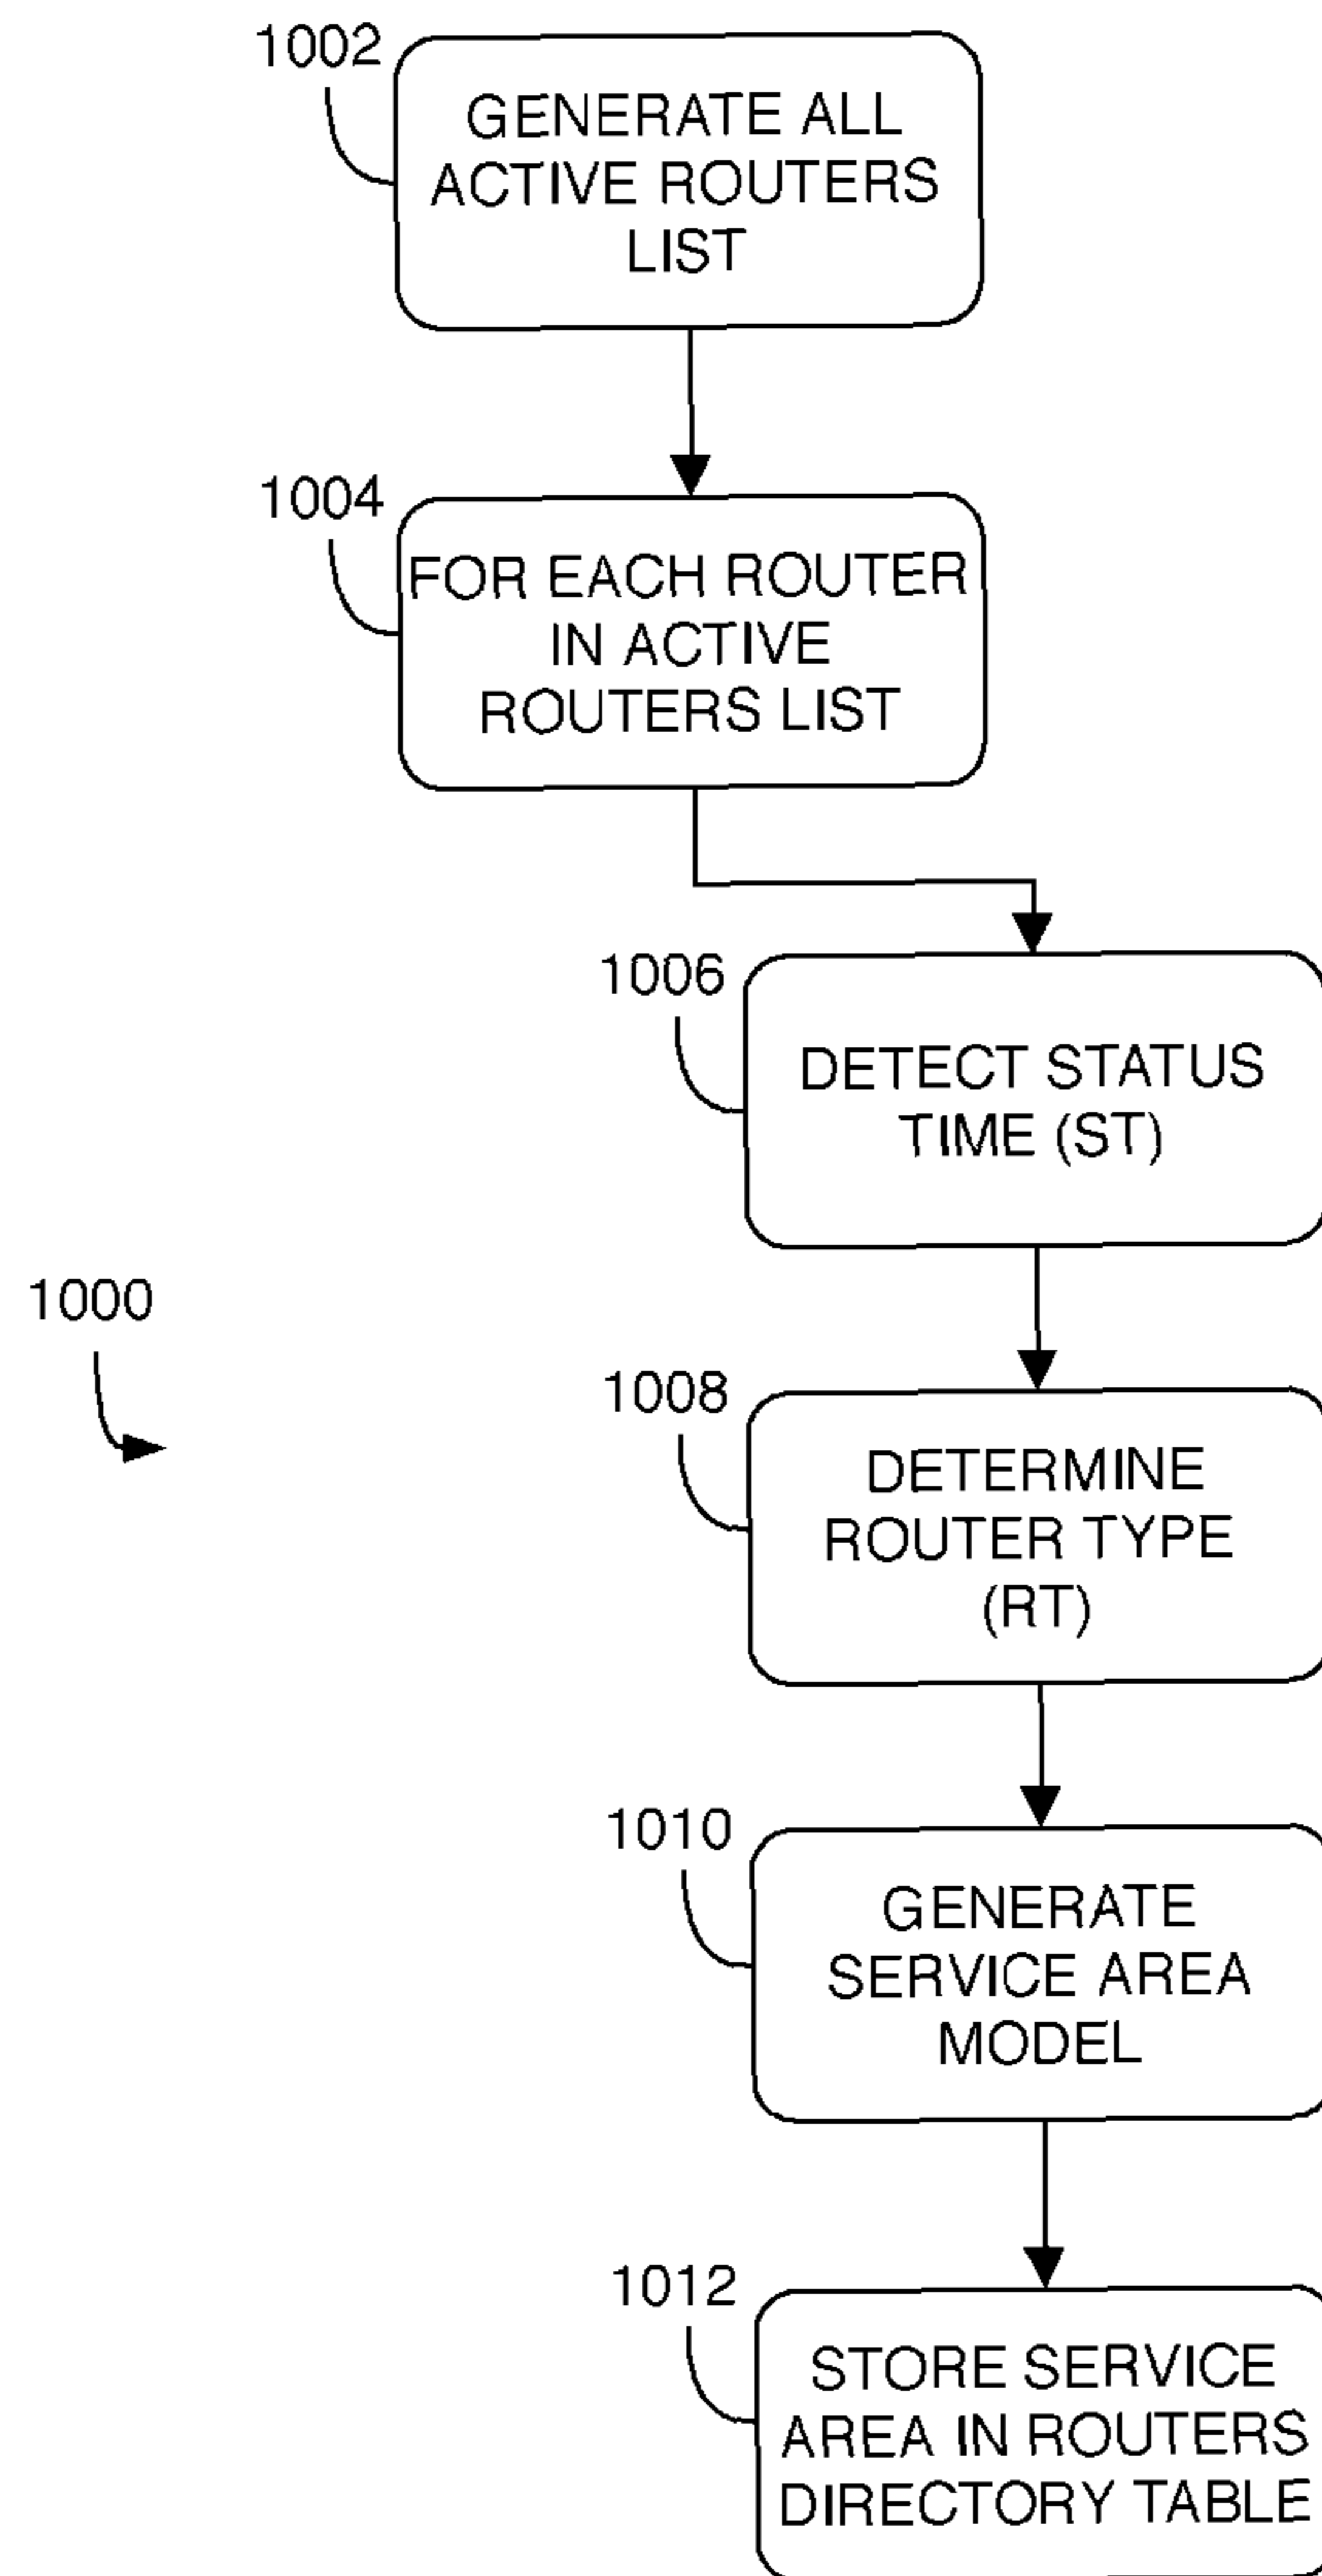 1002
GENERATE ALL
ACTIVE ROUTERS
LIST
1004
FOR EACH ROUTER
IN ACTIVE
ROUTERS LIST
1006
DETECT STATUS
TIME (ST)
1000
1008
DETERMINE
ROUTER TYPE
(RT)
1010
GENERATE
SERVICE AREA
MODEL
1012
STORE SERVICE
AREA IN ROUTERS
DIRECTORY TABLE